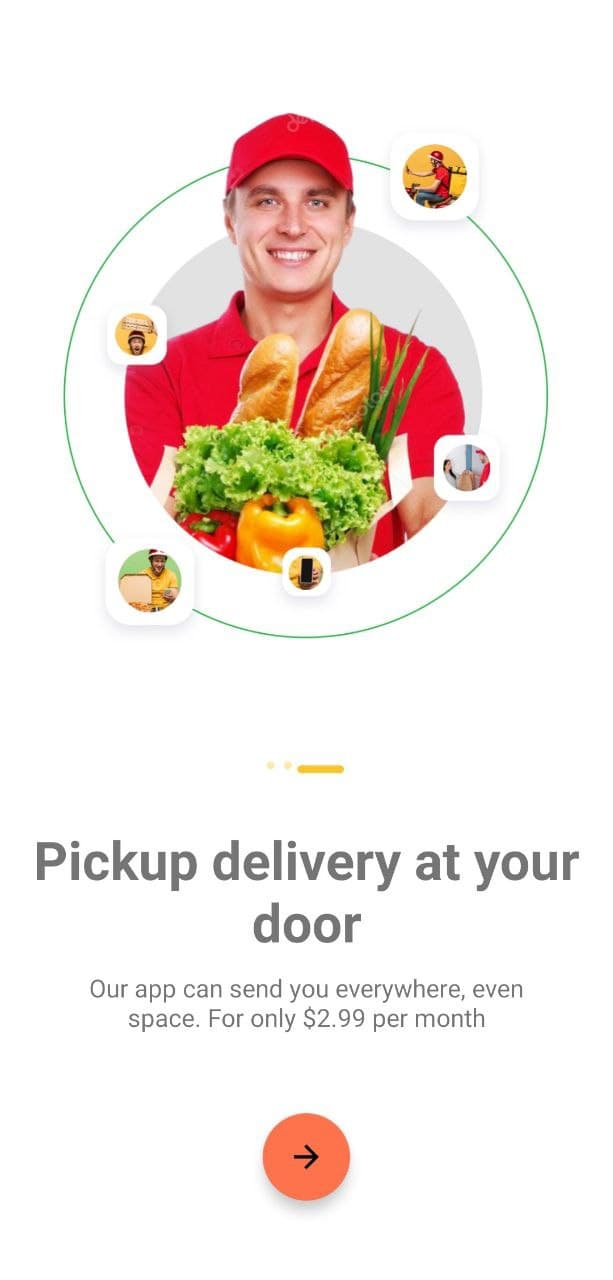 Pickup delivery at your
door
Our app can send you everywhere, even
space. For only $2.99 per month